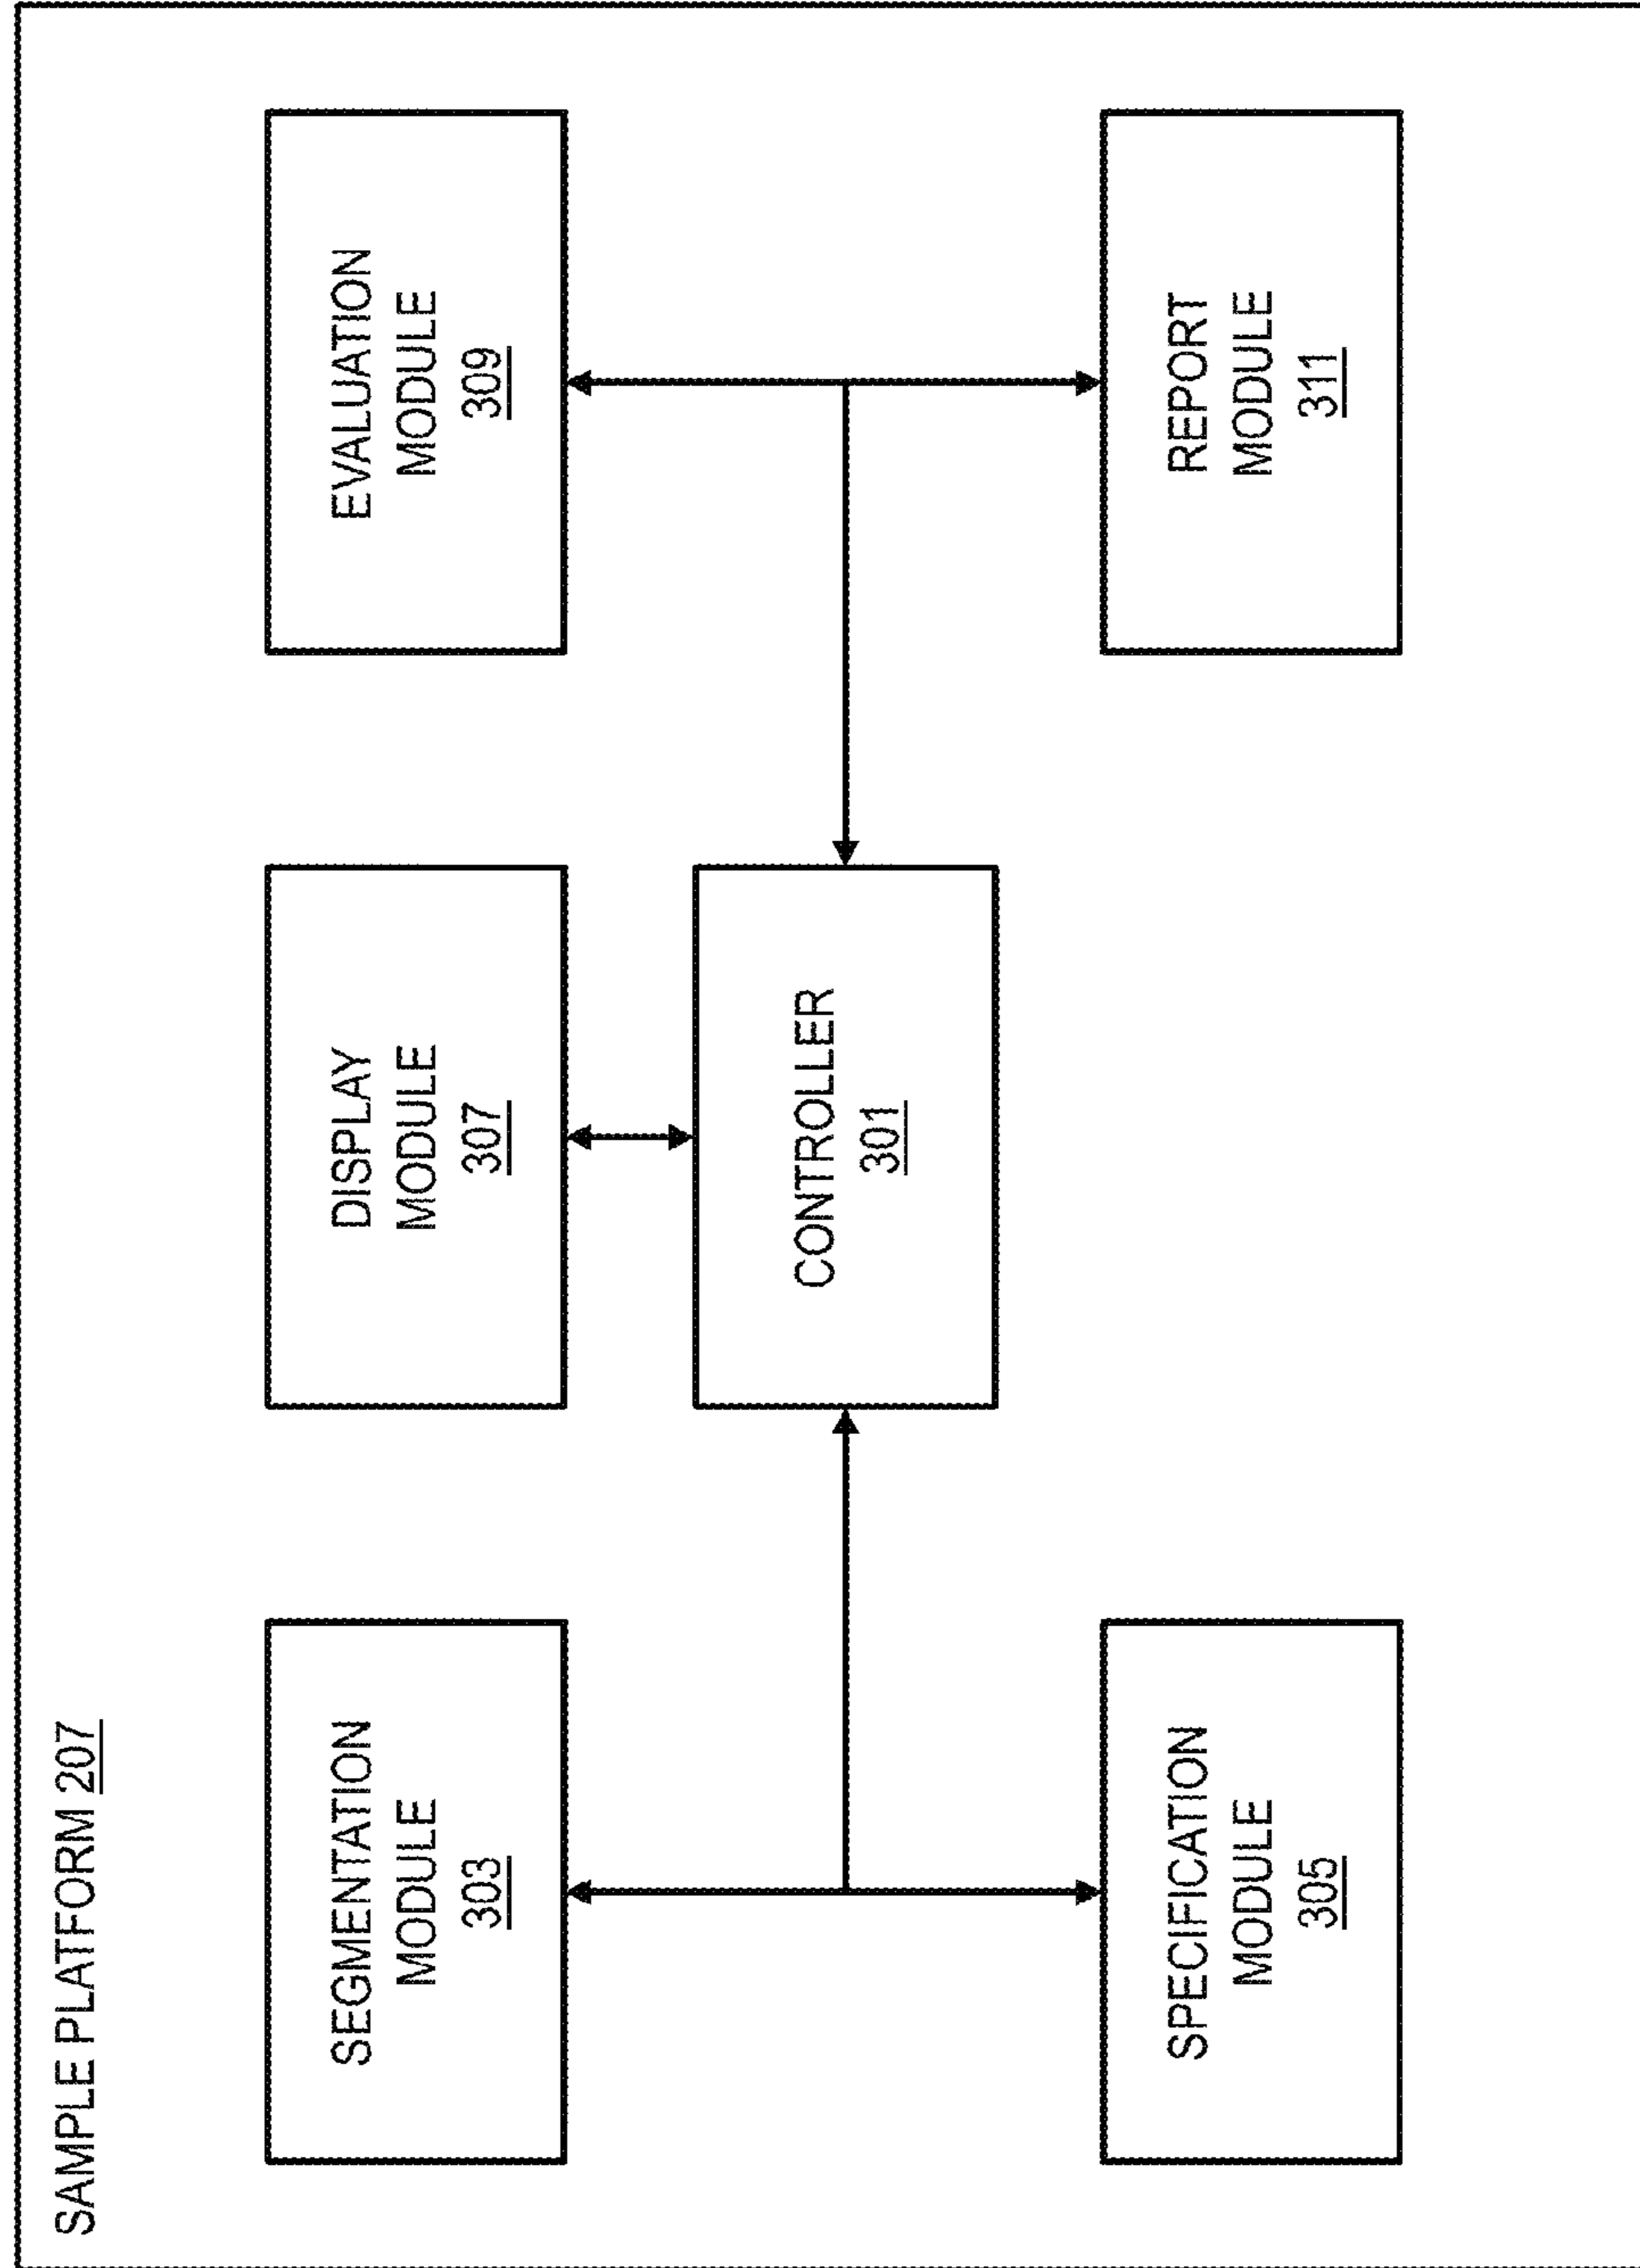 SAMPLE PLATFORM 207
SEGMENTATION
MODULE
303
DISPLAY
MODULE
307
EVALUATION
MODULE
309
CONTROLLER
301
SPECIFICATION
MODULE
305
REPORT
MODULE
311